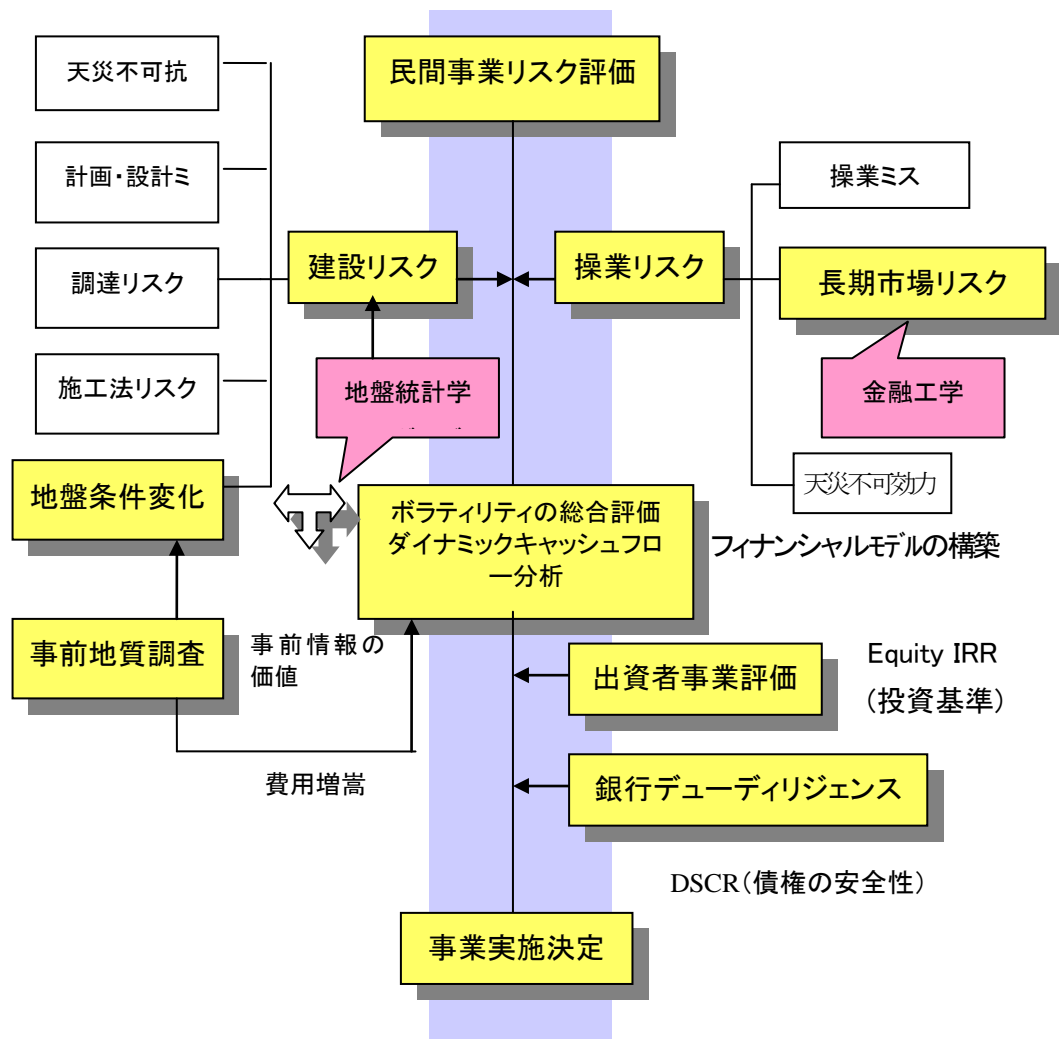 民間事業リスク評価
天災不可抗
計画・設計ミ
調達リスク
施工法リスク
建設リスク
操業リスク
操業ミス
長期市場リスク
地盤統計学
金融工学
天災不可効力
地盤条件変化
ボラティリティの総合評価
ダイナミックキャッシュフロ
ー分析
フィナンシャルモデルの構築
事前地質調査
事前情報の
価値
費用増嵩
出資者事業評価
Equity IRR
(投資基準)
銀行デューディリジェンス
DSCR(債権の安全性)
事業実施決定